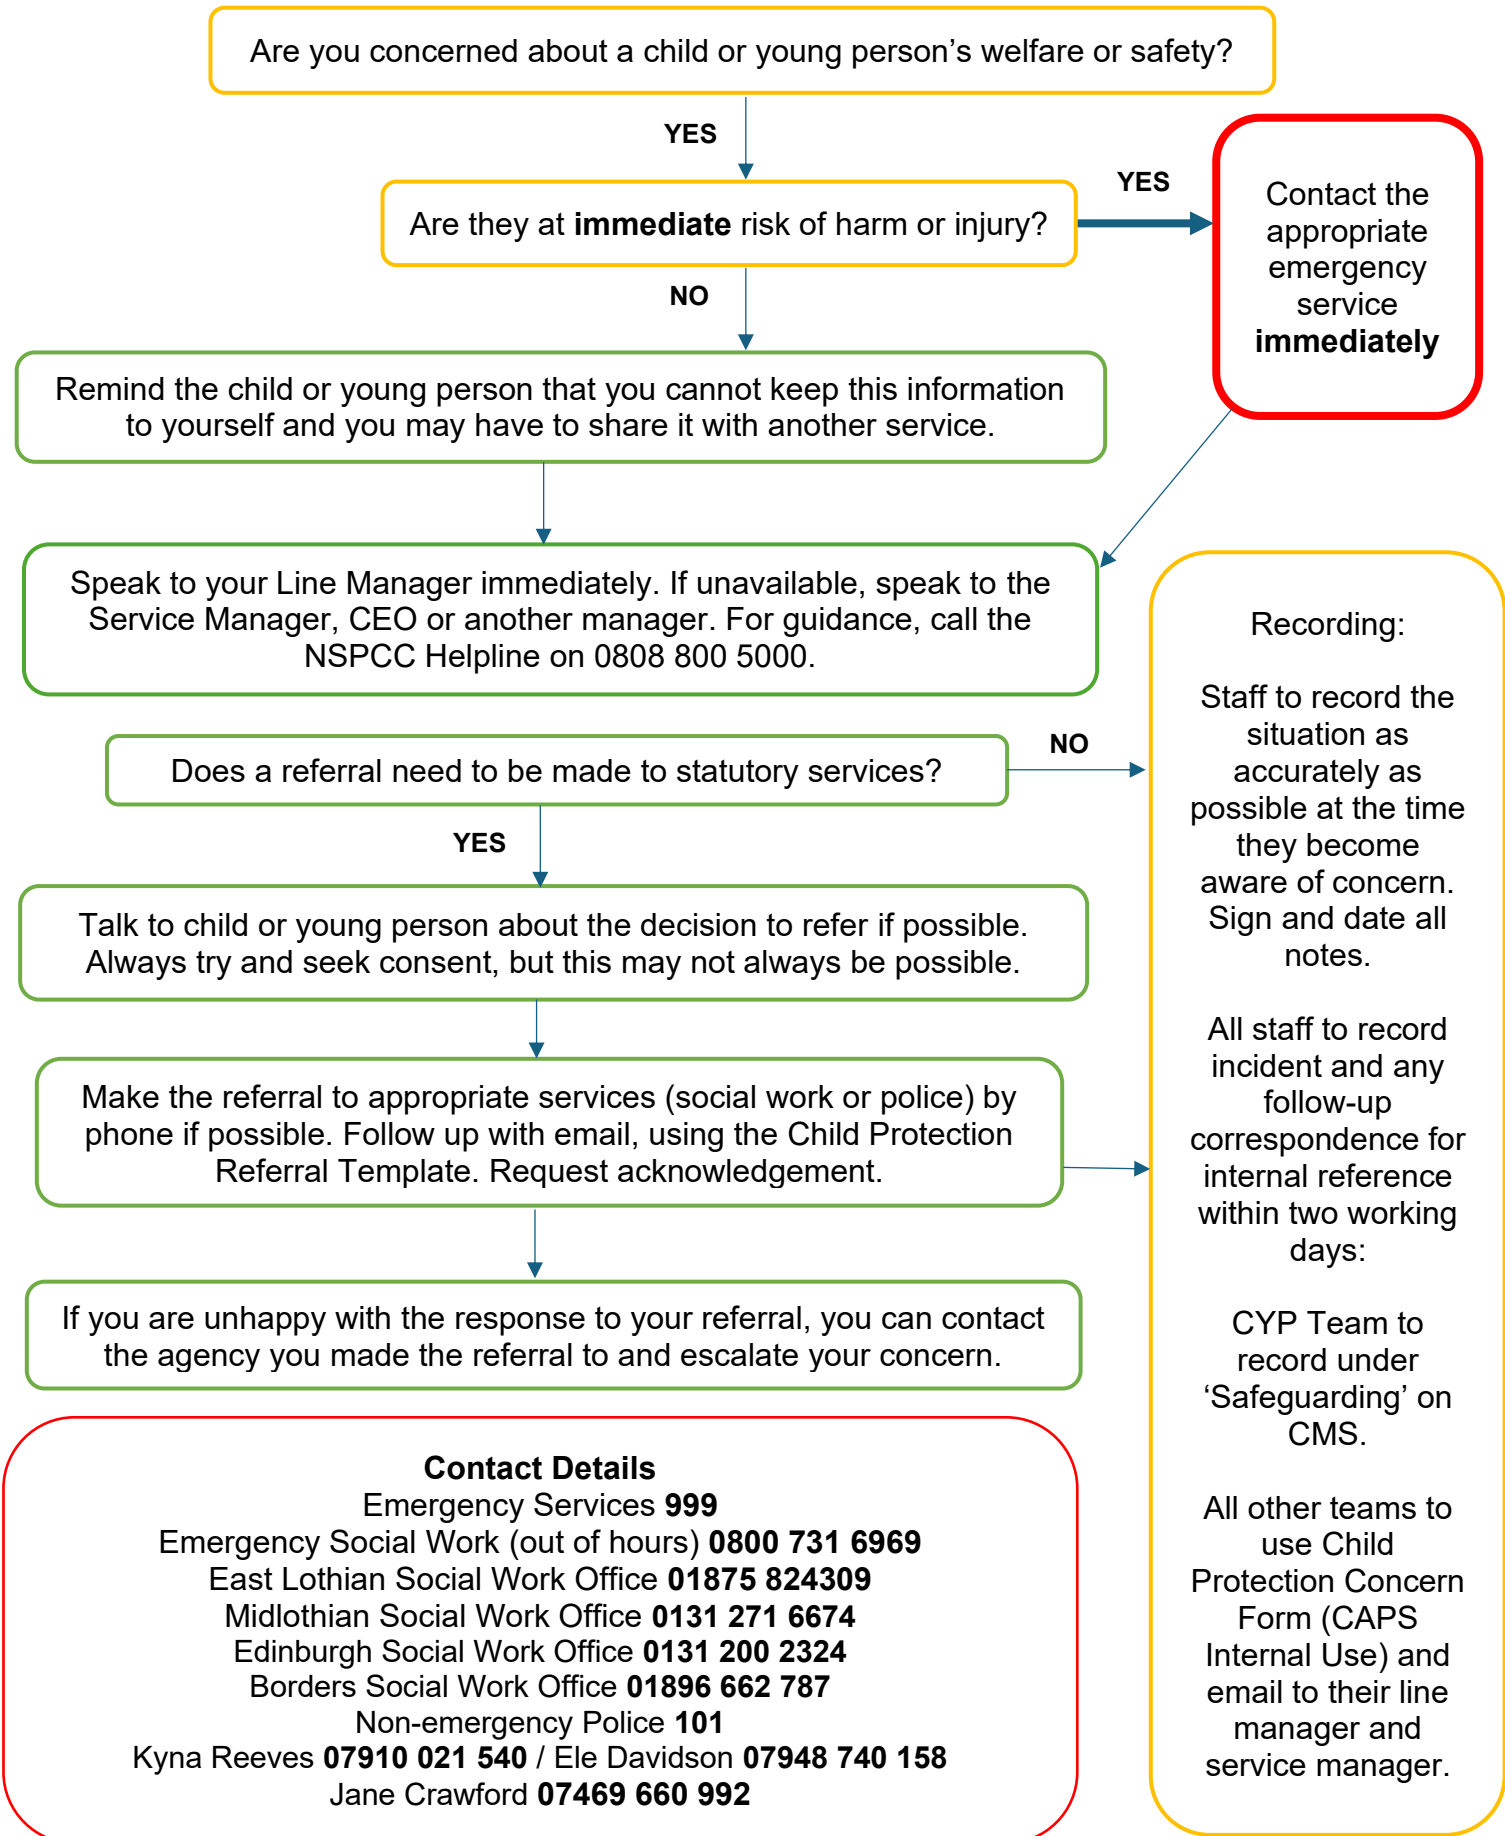 Are you concerned about a child or young person’s welfare or safety?
YES
Are they at immediate risk of harm or injury?
YES
Contact the
appropriate
emergency
service
immediately
NO
Remind the child or young person that you cannot keep this information
to yourself and you may have to share it with another service.
Speak to your Line Manager immediately. If unavailable, speak to the
Service Manager, CEO or another manager. For guidance, call the
NSPCC Helpline on 0808 800 5000.
Does a referral need to be made to statutory services?
NO
YES
Talk to child or young person about the decision to refer if possible.
Always try and seek consent, but this may not always be possible.
Make the referral to appropriate services (social work or police) by
phone if possible. Follow up with email, using the Child Protection
Referral Template. Request acknowledgement.
If you are unhappy with the response to your referral, you can contact
the agency you made the referral to and escalate your concern.
Recording:
Staff to record the
situation as
accurately as
possible at the time
they become
aware of concern.
Sign and date all
notes.
All staff to record
incident and any
follow-up
correspondence for
internal reference
within two working
days:
CYP Team to
record under
‘Safeguarding’ on
CMS.
All other teams to
use Child
Protection Concern
Form (CAPS
Internal Use) and
email to their line
manager and
service manager.
Contact Details
Emergency Services 999
Emergency Social Work (out of hours) 0800 731 6969
East Lothian Social Work Office 01875 824309
Midlothian Social Work Office 0131 271 6674
Edinburgh Social Work Office 0131 200 2324
Borders Social Work Office 01896 662 787
Non-emergency Police 101
Kyna Reeves 07910 021 540 / Ele Davidson 07948 740 158
Jane Crawford 07469 660 992